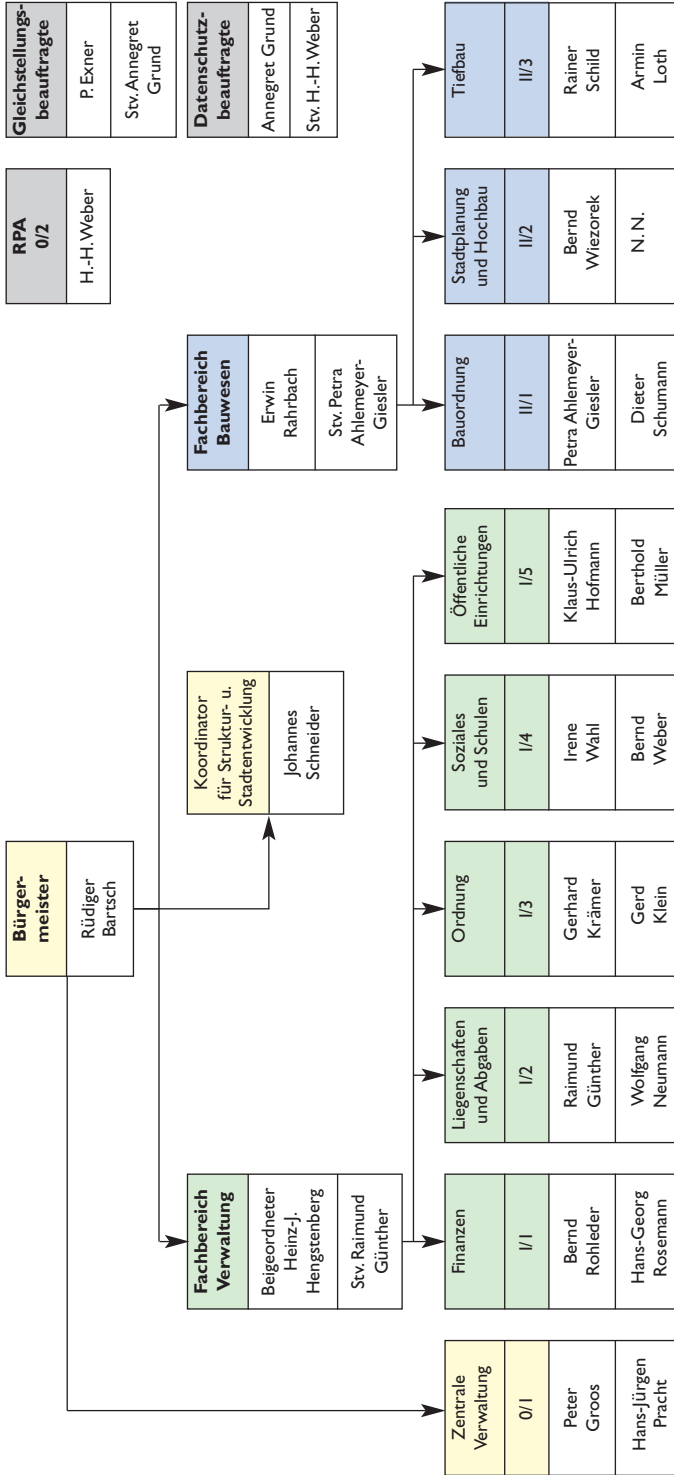 Bürger-
meister
Rüdiger
Bartsch
RPA
0/2
H.-H. Weber
Gleichstellungs-
beauftragte
P. Exner
Stv. Annegret
Grund
Fachbereich
Verwaltung
Beigeordneter
Heinz-J.
Hengstenberg
Stv. Raimund
Günther
Koordinator
für Struktur- u.
Stadtentwicklung
Johannes
Schneider
Fachbereich
Bauwesen
Erwin
Rahrbach
Stv. Petra
Ahlemeyer-
Giesler
Datenschutz-
beauftragte
Annegret Grund
Stv. H.-H. Weber
Zentrale
Verwaltung
0/1
Peter
Groos
Hans-Jürgen
Pracht
Finanzen
I/1
Bernd
Rohleder
Hans-Georg
Rosemann
Liegenschaften
und Abgaben
I/2
Raimund
Günther
Wolfgang
Neumann
Ordnung
I/3
Gerhard
Krämer
Gerd
Klein
Soziales
und Schulen
I/4
Irene
Wahl
Bernd
Weber
Öffentliche
Einrichtungen
I/5
Klaus-Ulrich
Hofmann
Berthold
Müller
Bauordnung
II/1
Petra Ahlemeyer-
Giesler
Dieter
Schumann
Stadtplanung
und Hochbau
II/2
Bernd
Wiezorek
N. N.
Tiefbau
II/3
Rainer
Schild
Armin
Loth